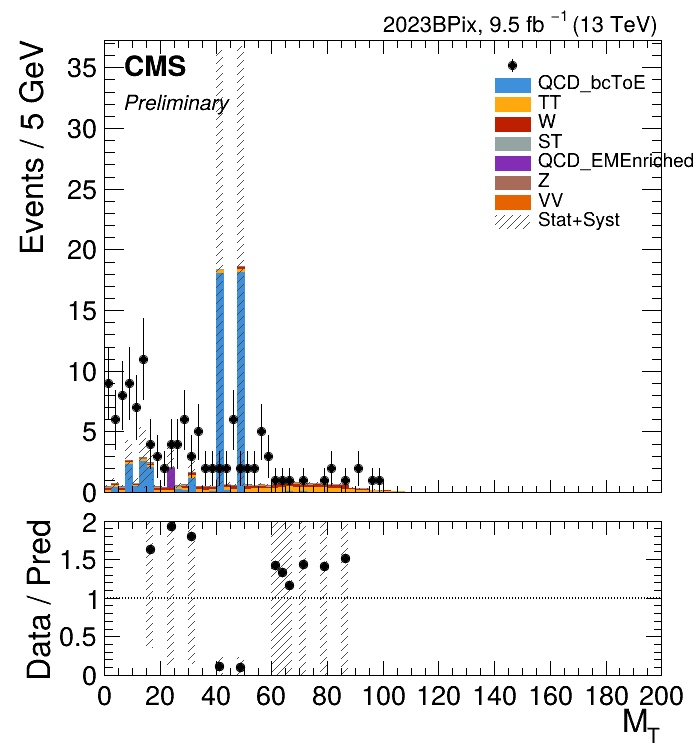 2023BPix, 9.5 fb⁻¹ (13 TeV)
CMS
Preliminary
QCD_bcToE
TT
W
ST
QCD_EMEnriched
Z
VV
Stat+Syst
Events / 5 GeV
35
30
25
20
15
10
5
0
Data / Pred
2
1.5
1
0.5
0
0 20 40 60 80 100 120 140 160 180 200
M_T